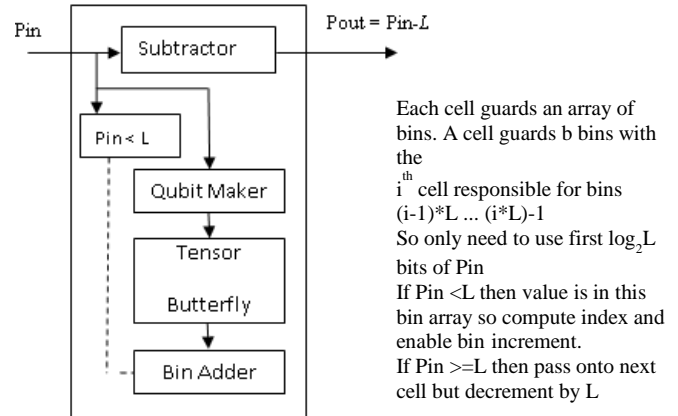 Pin
Pout = Pin-L
Subtractor
Pin< L
Qubit Maker
Tensor
Butterfly
Bin Adder
Each cell guards an array of
bins. A cell guards b bins with
the
i^th cell responsible for bins
(i-1)*L ... (i*L)-1
So only need to use first log₂L
bits of Pin
If Pin <L then value is in this
bin array so compute index and
enable bin increment.
If Pin >=L then pass onto next
cell but decrement by L